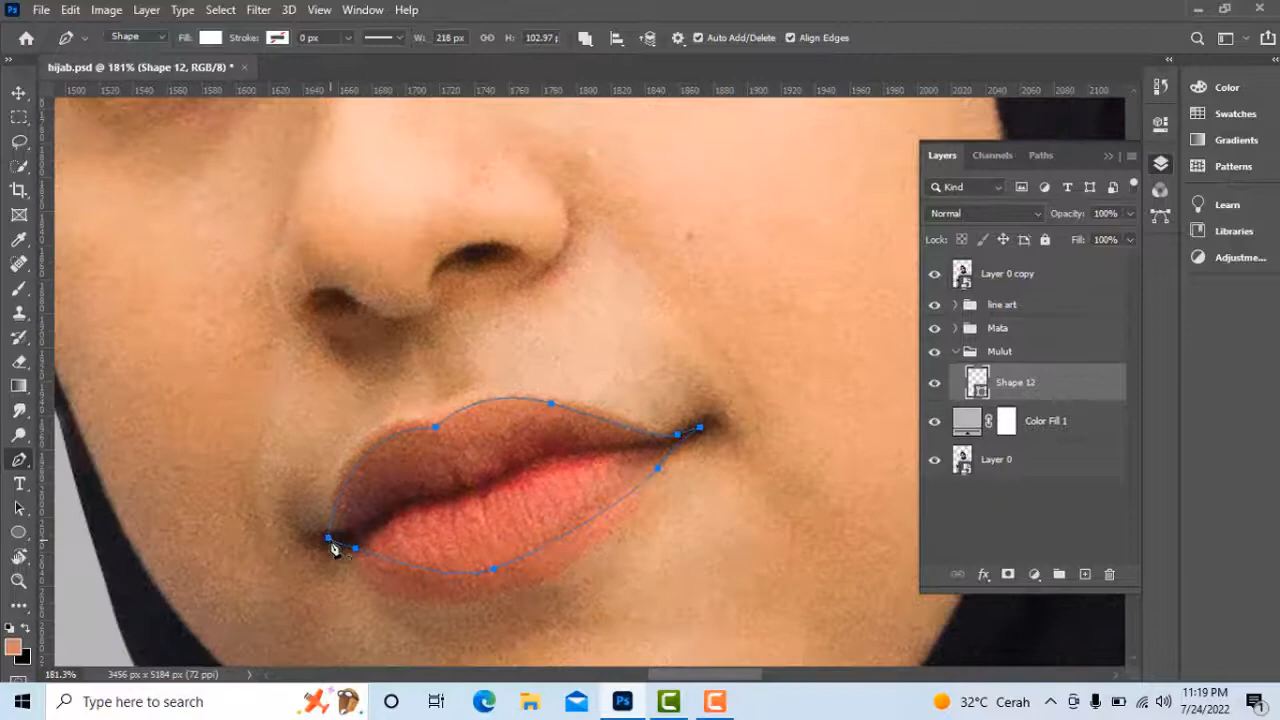 Ps File Edit Image Layer Type Select Filter 3D View Window Help
Shape Fill: Stroke: 0 px W: 218 px H: 102.97 Auto Add/Delete Align Edges
hijab.psd @ 181% (Shape 12, RGB/8) * ×
1500 1520 1540 1560 1580 1600 1620 1640 1660 1680 1700 1720 1740 1760 1780 1800 1820 1840 1860 1880 2000 2020 2040 2060 2080 2100
Color
Swatches
Gradients
Patterns
Learn
Libraries
Adjustme...
Layers Channels Paths
Kind
Normal Opacity: 100%
Lock: Fill: 100%
Layer 0 copy
line art
Mata
Mulut
Shape 12
Color Fill 1
Layer 0
fx
181.3% 3456 px x 5184 px (72 ppi)
Type here to search
Ps
32°C Cerah
11:19 PM
7/24/2022
1